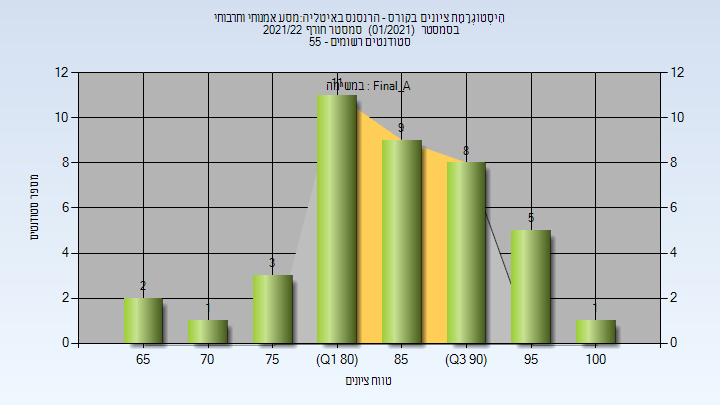 היסטוגרמת ציונים בקורס - הרנסנס באיטליה:מסע אמנותי ותרבותי
בסמסטר (01/2021) סמסטר חורף 2021/22
סטודנטים רשומים - 55
במשימה : Final_A
12 12
10 10
8 8
6 6
4 4
2 2
0 0
מספר סטודנטים
2 1 3 11 9 8 5 1
65 70 75 (Q1 80) 85 (Q3 90) 95 100
טווח ציונים